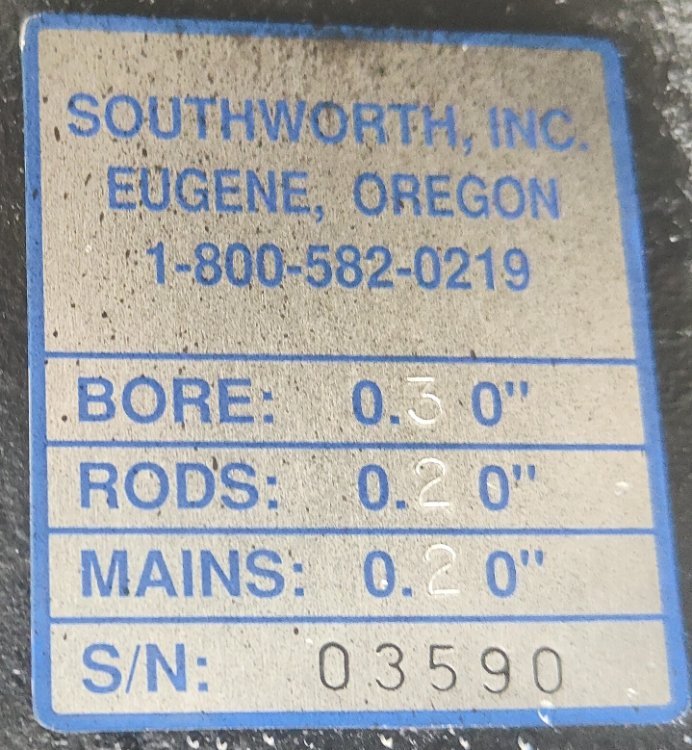 SOUTHWORTH, INC.
EUGENE, OREGON
1-800-582-0219
BORE: 0.30"
RODS: 0.20"
MAINS: 0.20"
S/N: 03590